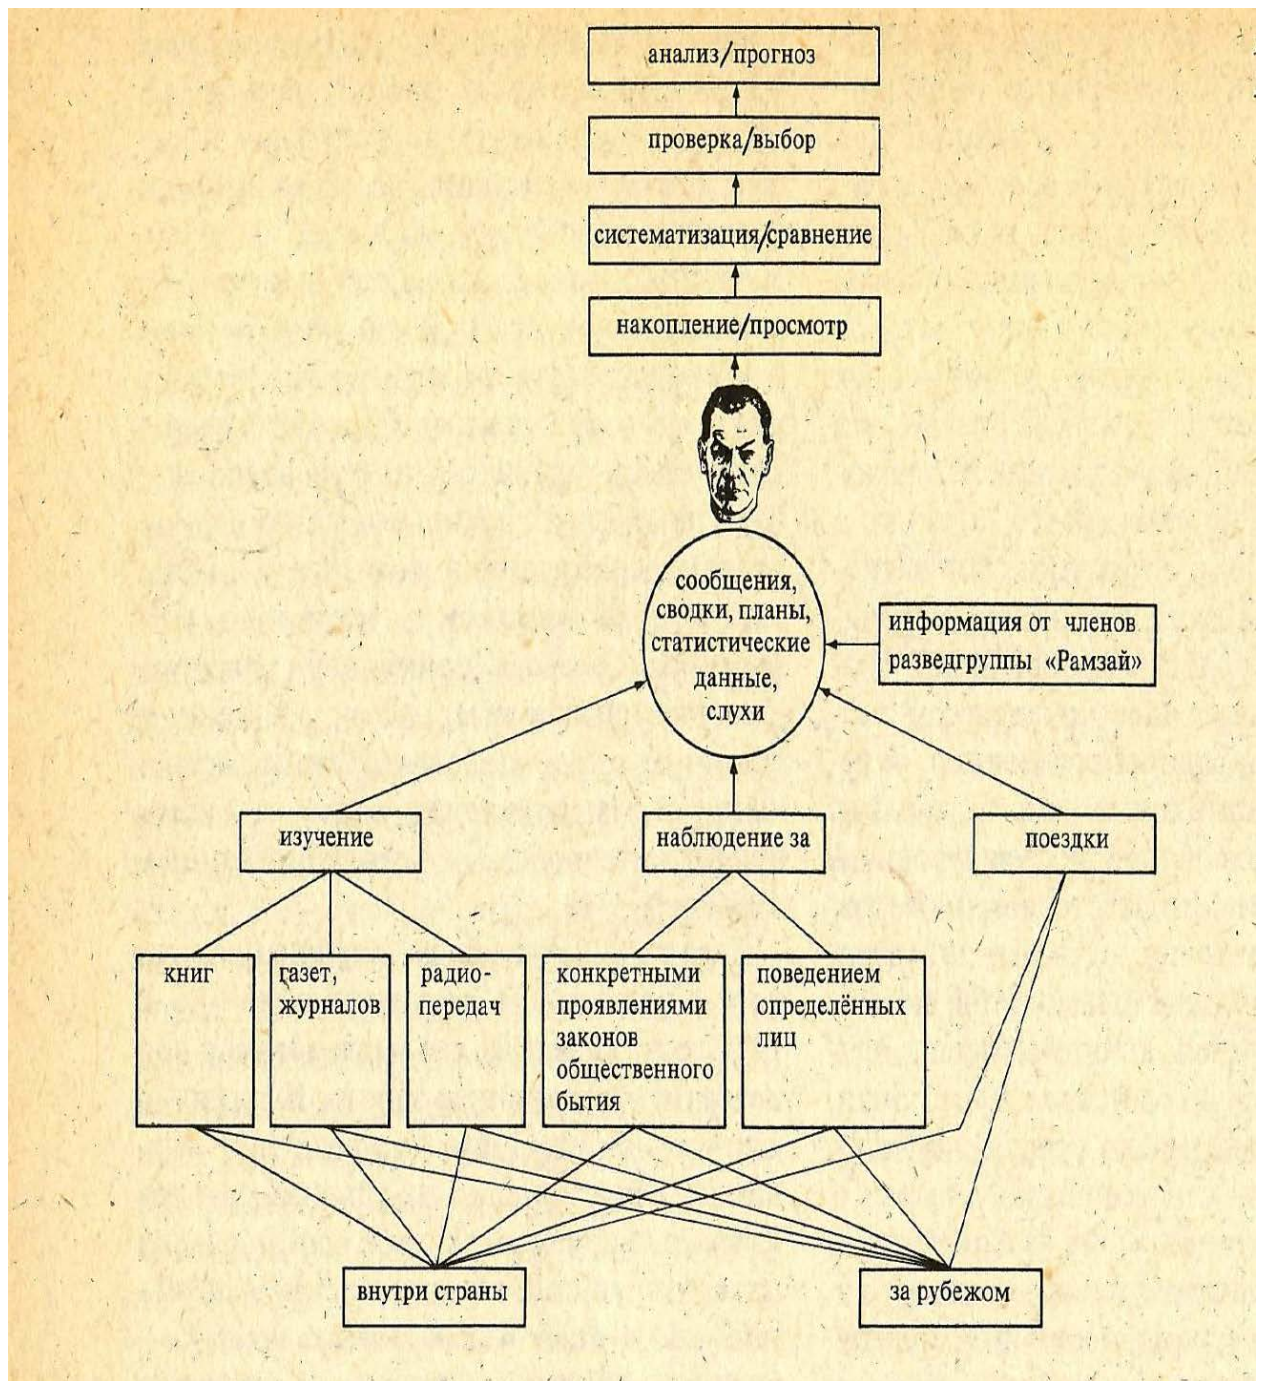 анализ/прогноз
проверка/выбор
систематизация/сравнение
накопление/просмотр
сообщения,
сводки, планы,
статистические
данные,
слухи
информация от членов
разведгруппы «Рамзай»
изучение
наблюдение за
поездки
книг
газет,
журналов
радио-
передач
конкретными
проявлениями
законов
общественного
бытия
поведением
определённых
лиц
внутри страны
за рубежом